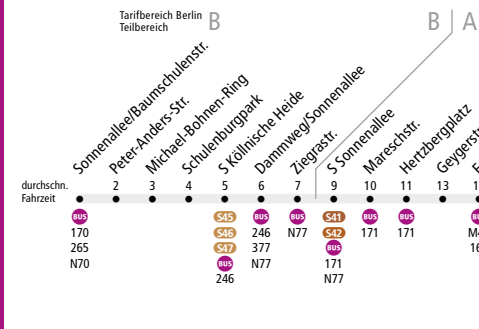 Tarifbereich Berlin
Teilbereich
B
B | A
Sonnenallee/Baumschulenstr.
Peter-Anders-Str.
Michael-Bohnen-Ring
Schulenburgpark
S Köllnische Heide
Dammweg/Sonnenallee
Ziegrastr.
S Sonnenallee
Mareschstr.
Hertzbergplatz
durchschn. 2 3 4 5 6 7 9 10 11 13
Fahrzeit
BUS S45 BUS BUS S41 BUS BUS
170 S46 246 N77 S42 171 171
265 S47 377 BUS
N70 BUS N77 171
246 N77